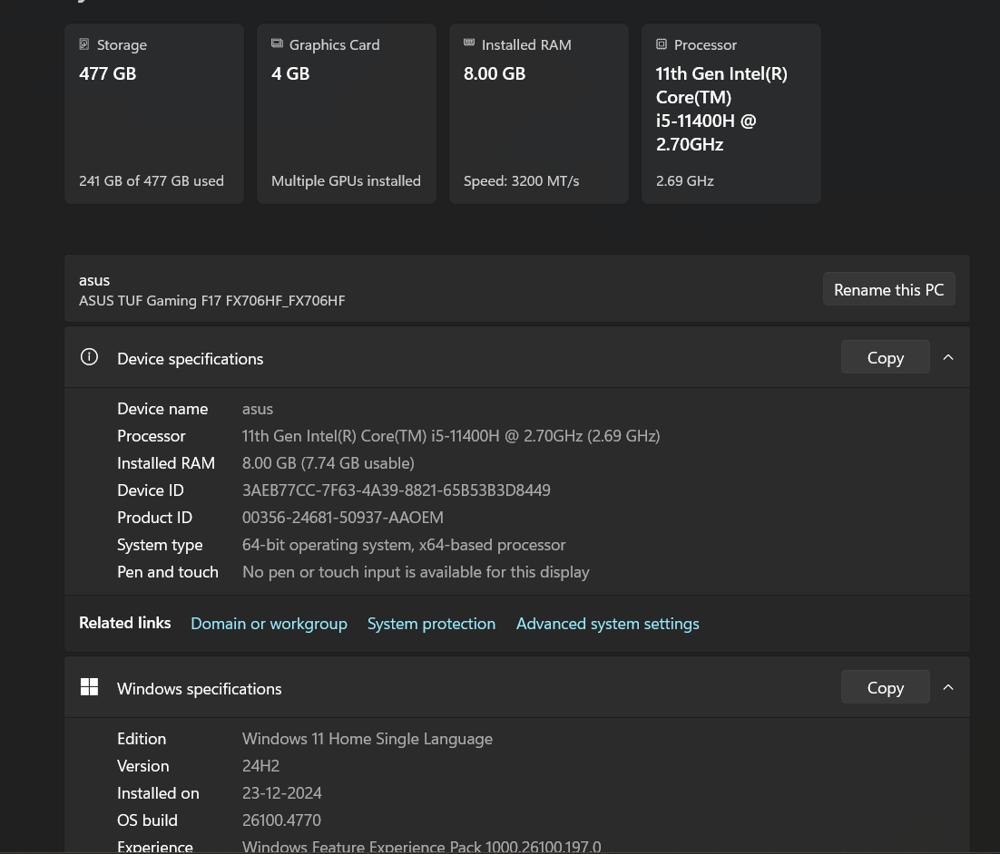 Storage
477 GB
241 GB of 477 GB used
Graphics Card
4 GB
Multiple GPUs installed
Installed RAM
8.00 GB
Speed: 3200 MT/s
Processor
11th Gen Intel(R)
Core(TM)
i5-11400H @
2.70GHz
2.69 GHz
asus
ASUS TUF Gaming F17 FX706HF_FX706HF
Rename this PC
Device specifications
Copy
Device name asus
Processor 11th Gen Intel(R) Core(TM) i5-11400H @ 2.70GHz (2.69 GHz)
Installed RAM 8.00 GB (7.74 GB usable)
Device ID 3AEB77CC-7F63-4A39-8821-65B53B3D8449
Product ID 00356-24681-50937-AAOEM
System type 64-bit operating system, x64-based processor
Pen and touch No pen or touch input is available for this display
Related links Domain or workgroup System protection Advanced system settings
Windows specifications
Copy
Edition Windows 11 Home Single Language
Version 24H2
Installed on 23-12-2024
OS build 26100.4770
Experience Windows Feature Experience Pack 1000.26100.197.0